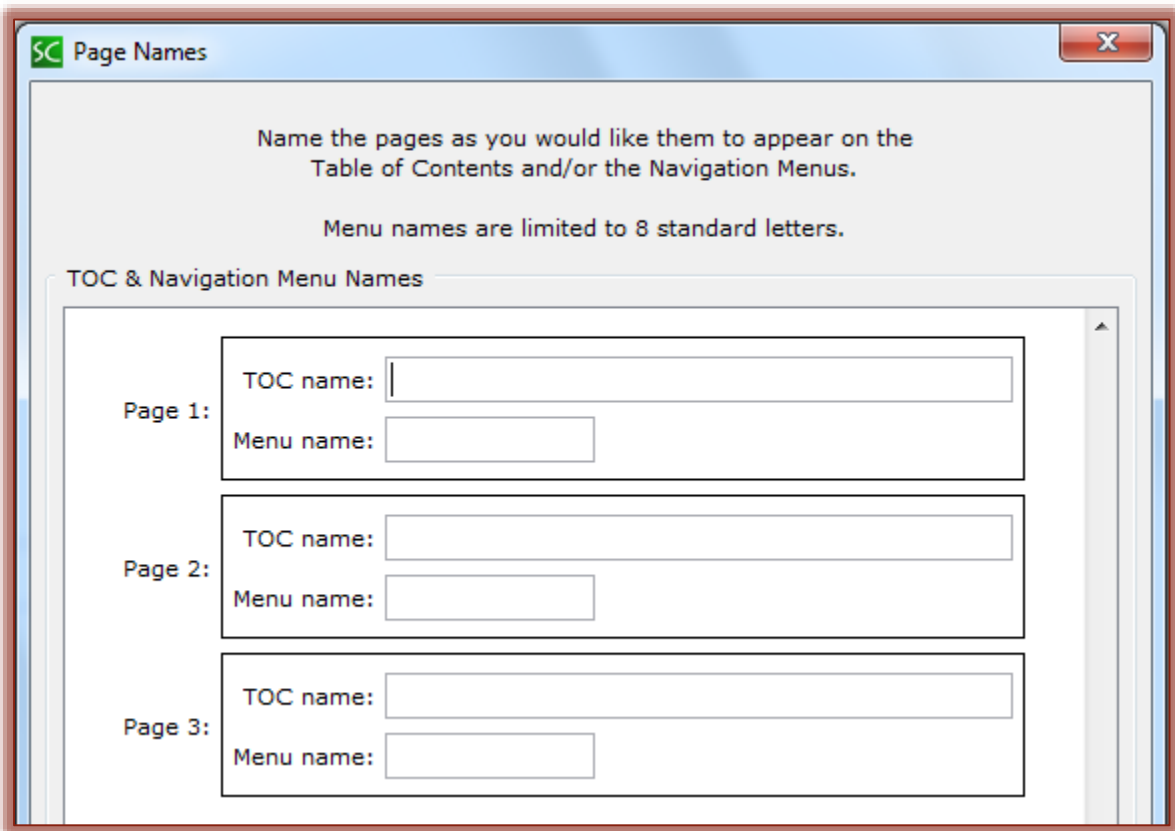 SC Page Names
X
Name the pages as you would like them to appear on the
Table of Contents and/or the Navigation Menus.
Menu names are limited to 8 standard letters.
TOC & Navigation Menu Names
Page 1:
TOC name:
Menu name:
Page 2:
TOC name:
Menu name:
Page 3:
TOC name:
Menu name: